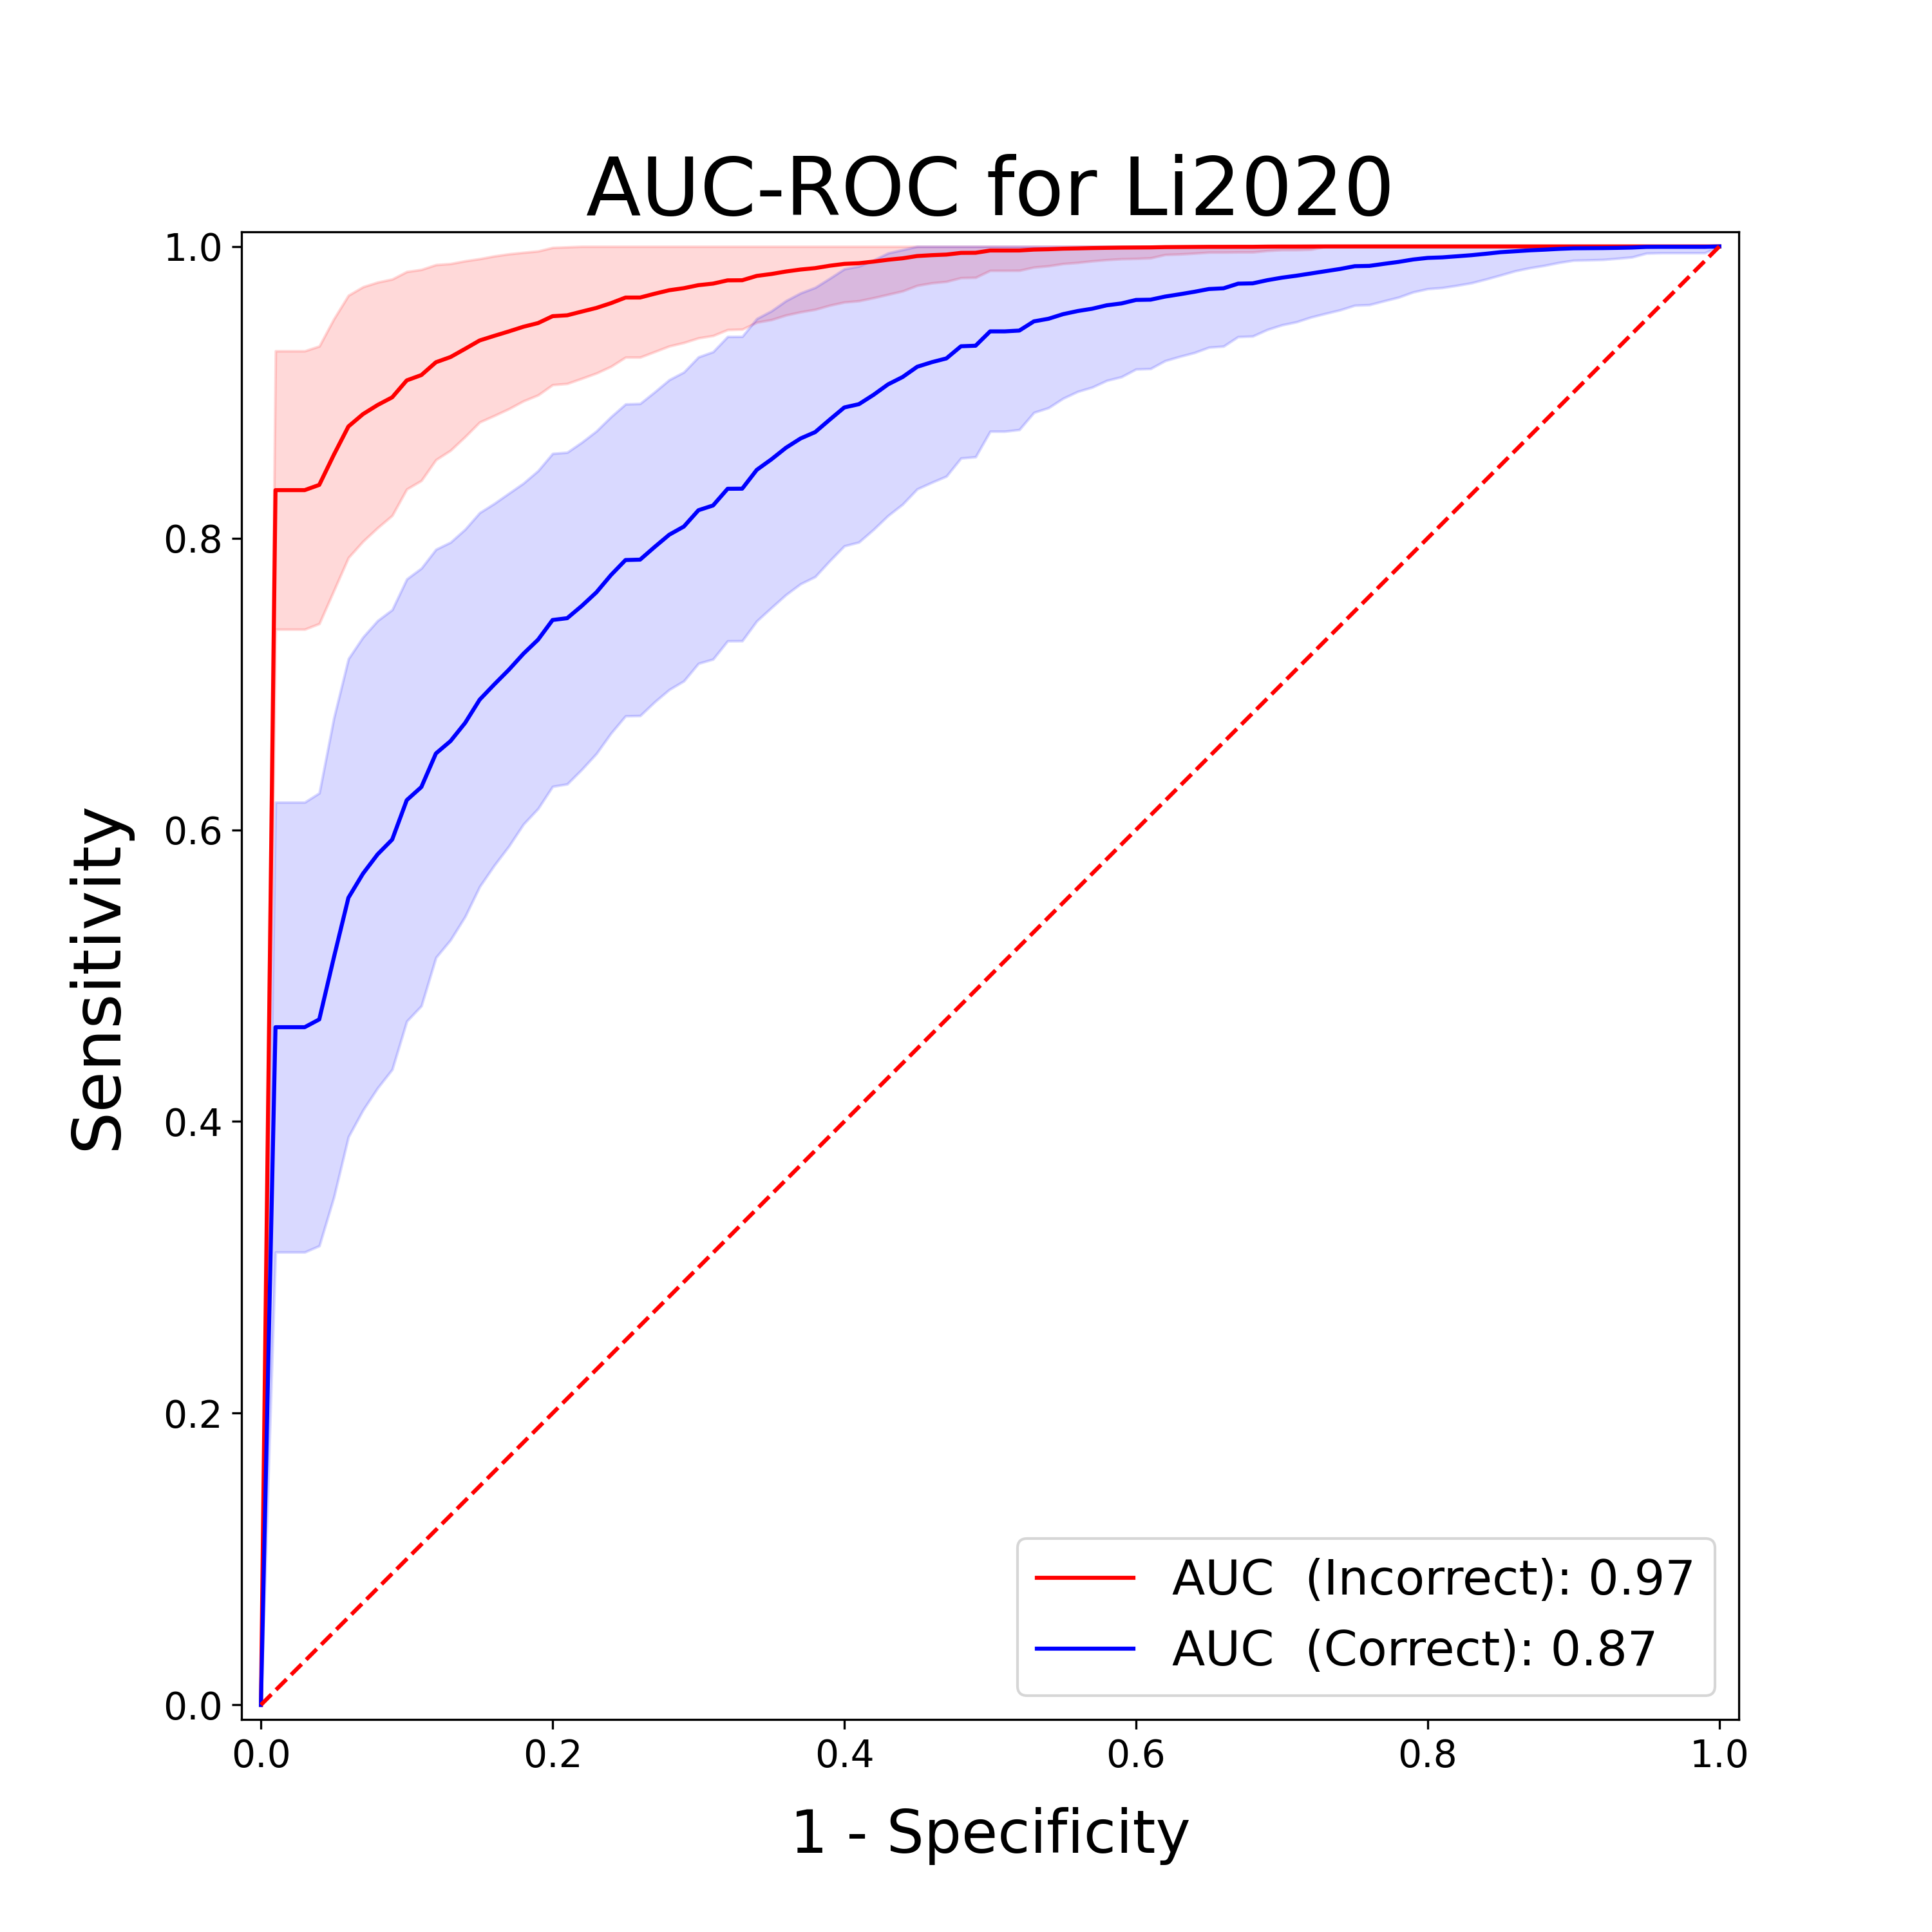 AUC-ROC for Li2020
1.0
0.8
0.6
0.4
0.2
0.0
Sensitivity
0.0 0.2 0.4 0.6 0.8 1.0
1 - Specificity
AUC  (Incorrect): 0.97
AUC  (Correct): 0.87